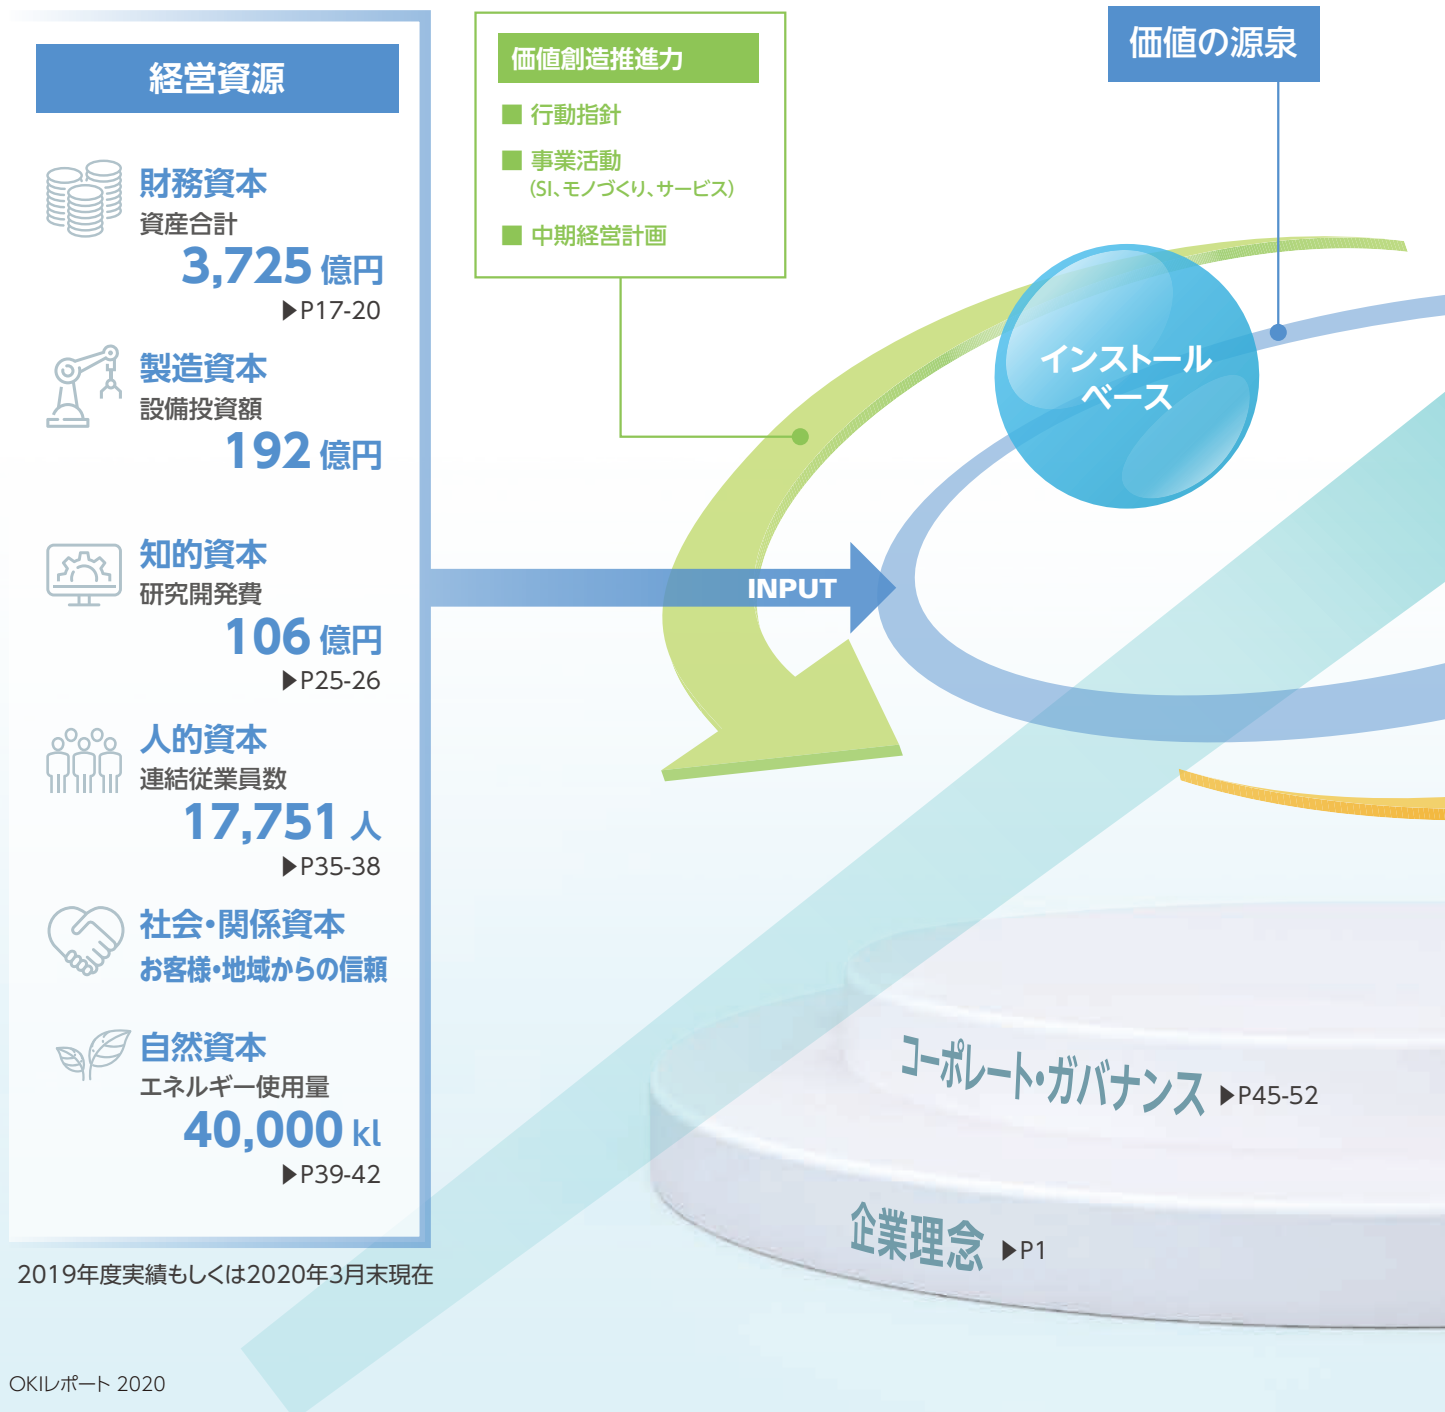 経営資源
財務資本
資産合計
3,725 億円
▶P17-20
製造資本
設備投資額
192 億円
知的資本
研究開発費
106 億円
▶P25-26
人的資本
連結従業員数
17,751 人
▶P35-38
社会・関係資本
お客様・地域からの信頼
自然資本
エネルギー使用量
40,000 kl
▶P39-42
2019年度実績もしくは2020年3月末現在
価値創造推進力
■ 行動指針
■ 事業活動
(SI、モノづくり、サービス)
■ 中期経営計画
価値の源泉
インストール
ベース
INPUT
コーポレート・ガバナンス ▶P45-52
企業理念 ▶P1
OKIレポート 2020